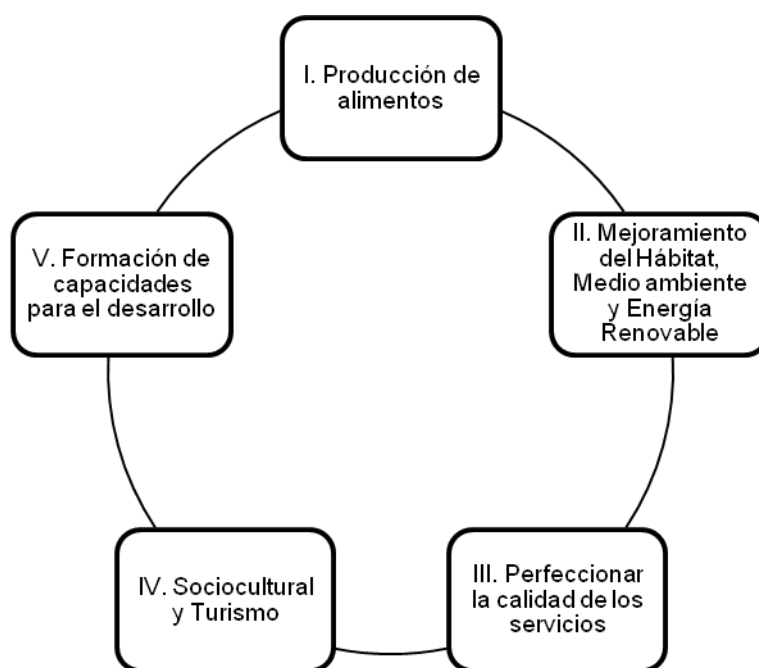 I. Producción de
alimentos
II. Mejoramiento
del Hábitat,
Medio ambiente
y Energía
Renovable
III. Perfeccionar
la calidad de los
servicios
IV. Sociocultural
y Turismo
V. Formación de
capacidades
para el desarrollo